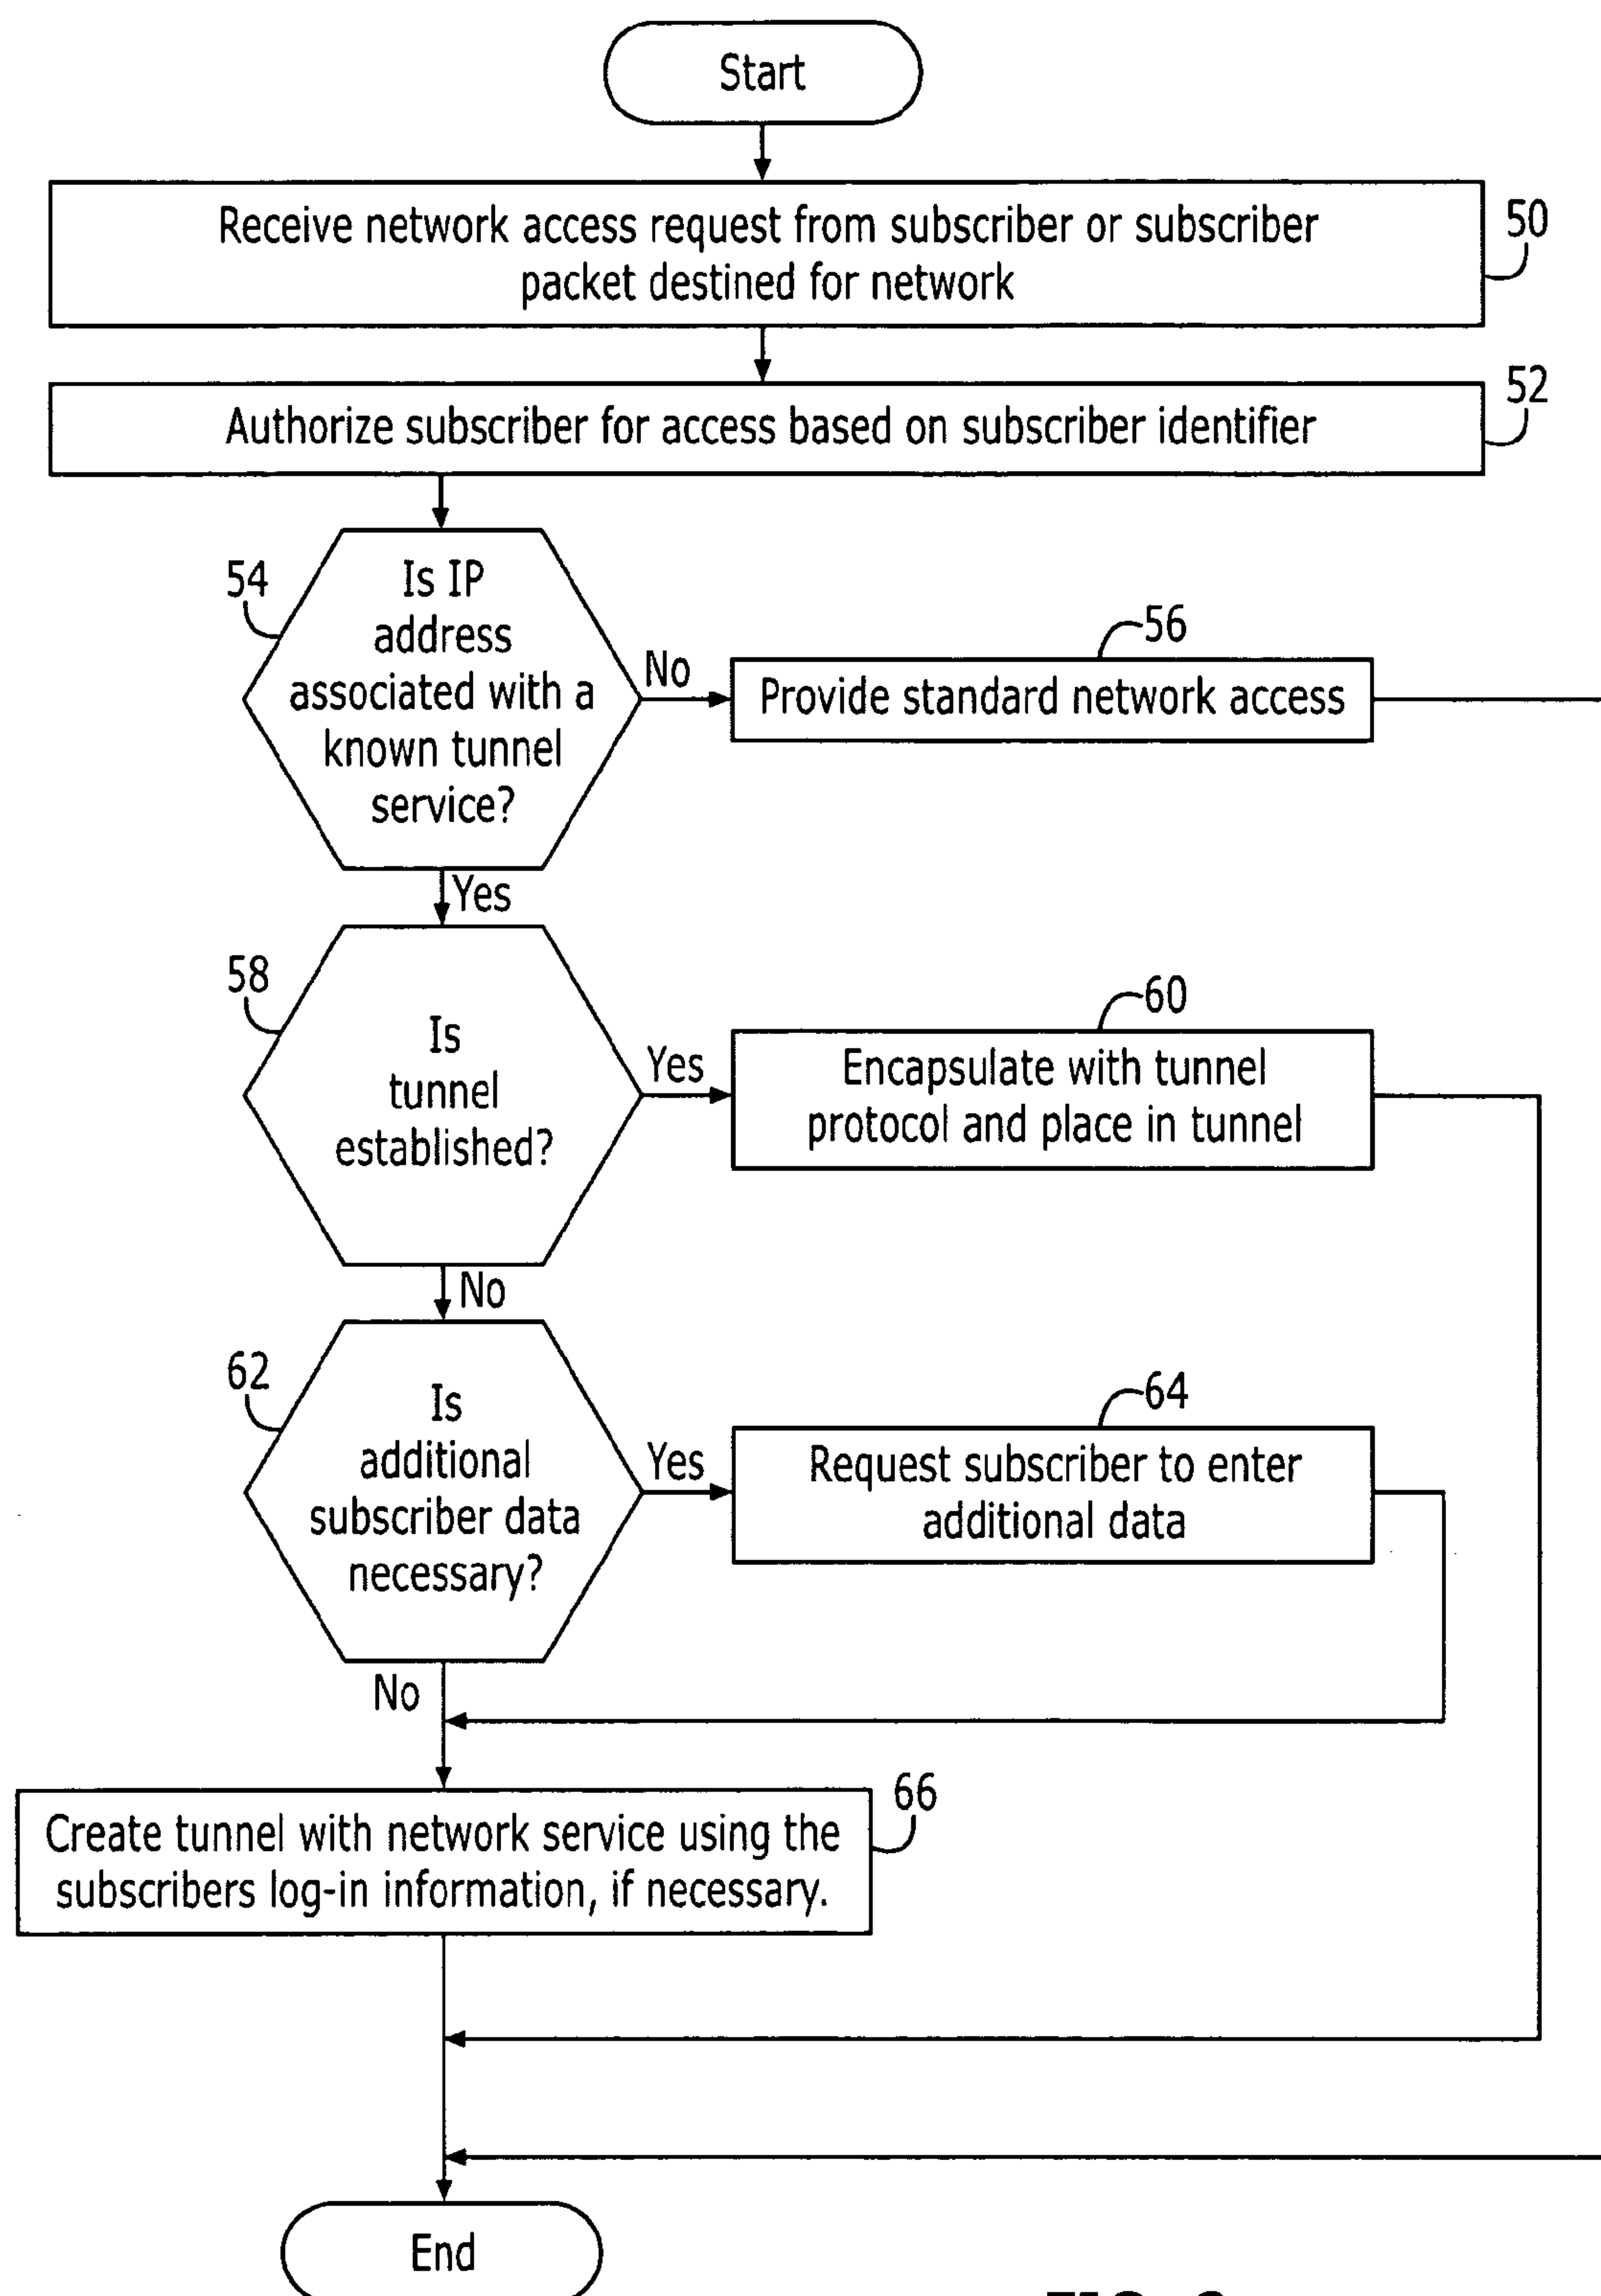 Start
Receive network access request from subscriber or subscriber
packet destined for network
50
Authorize subscriber for access based on subscriber identifier
52
54
Is IP
address
associated with a
known tunnel
service?
No
56
Provide standard network access
Yes
58
Is
tunnel
established?
Yes
60
Encapsulate with tunnel
protocol and place in tunnel
No
62
Is
additional
subscriber data
necessary?
Yes
64
Request subscriber to enter
additional data
No
66
Create tunnel with network service using the
subscribers log-in information, if necessary.
End